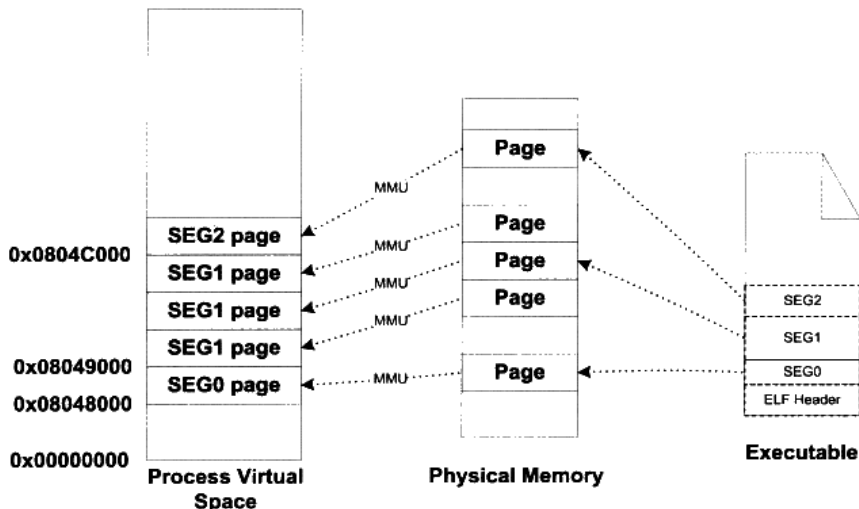 Page
MMU
SEG2 page
0x0804C000
MMU
Page
SEG1 page
MMU
Page
SEG1 page
MMU
Page
SEG2
SEG1 page
SEG1
0x08049000
SEG0 page
MMU
Page
SEG0
0x08048000
ELF Header
0x00000000
Executable
Process Virtual
Space
Physical Memory